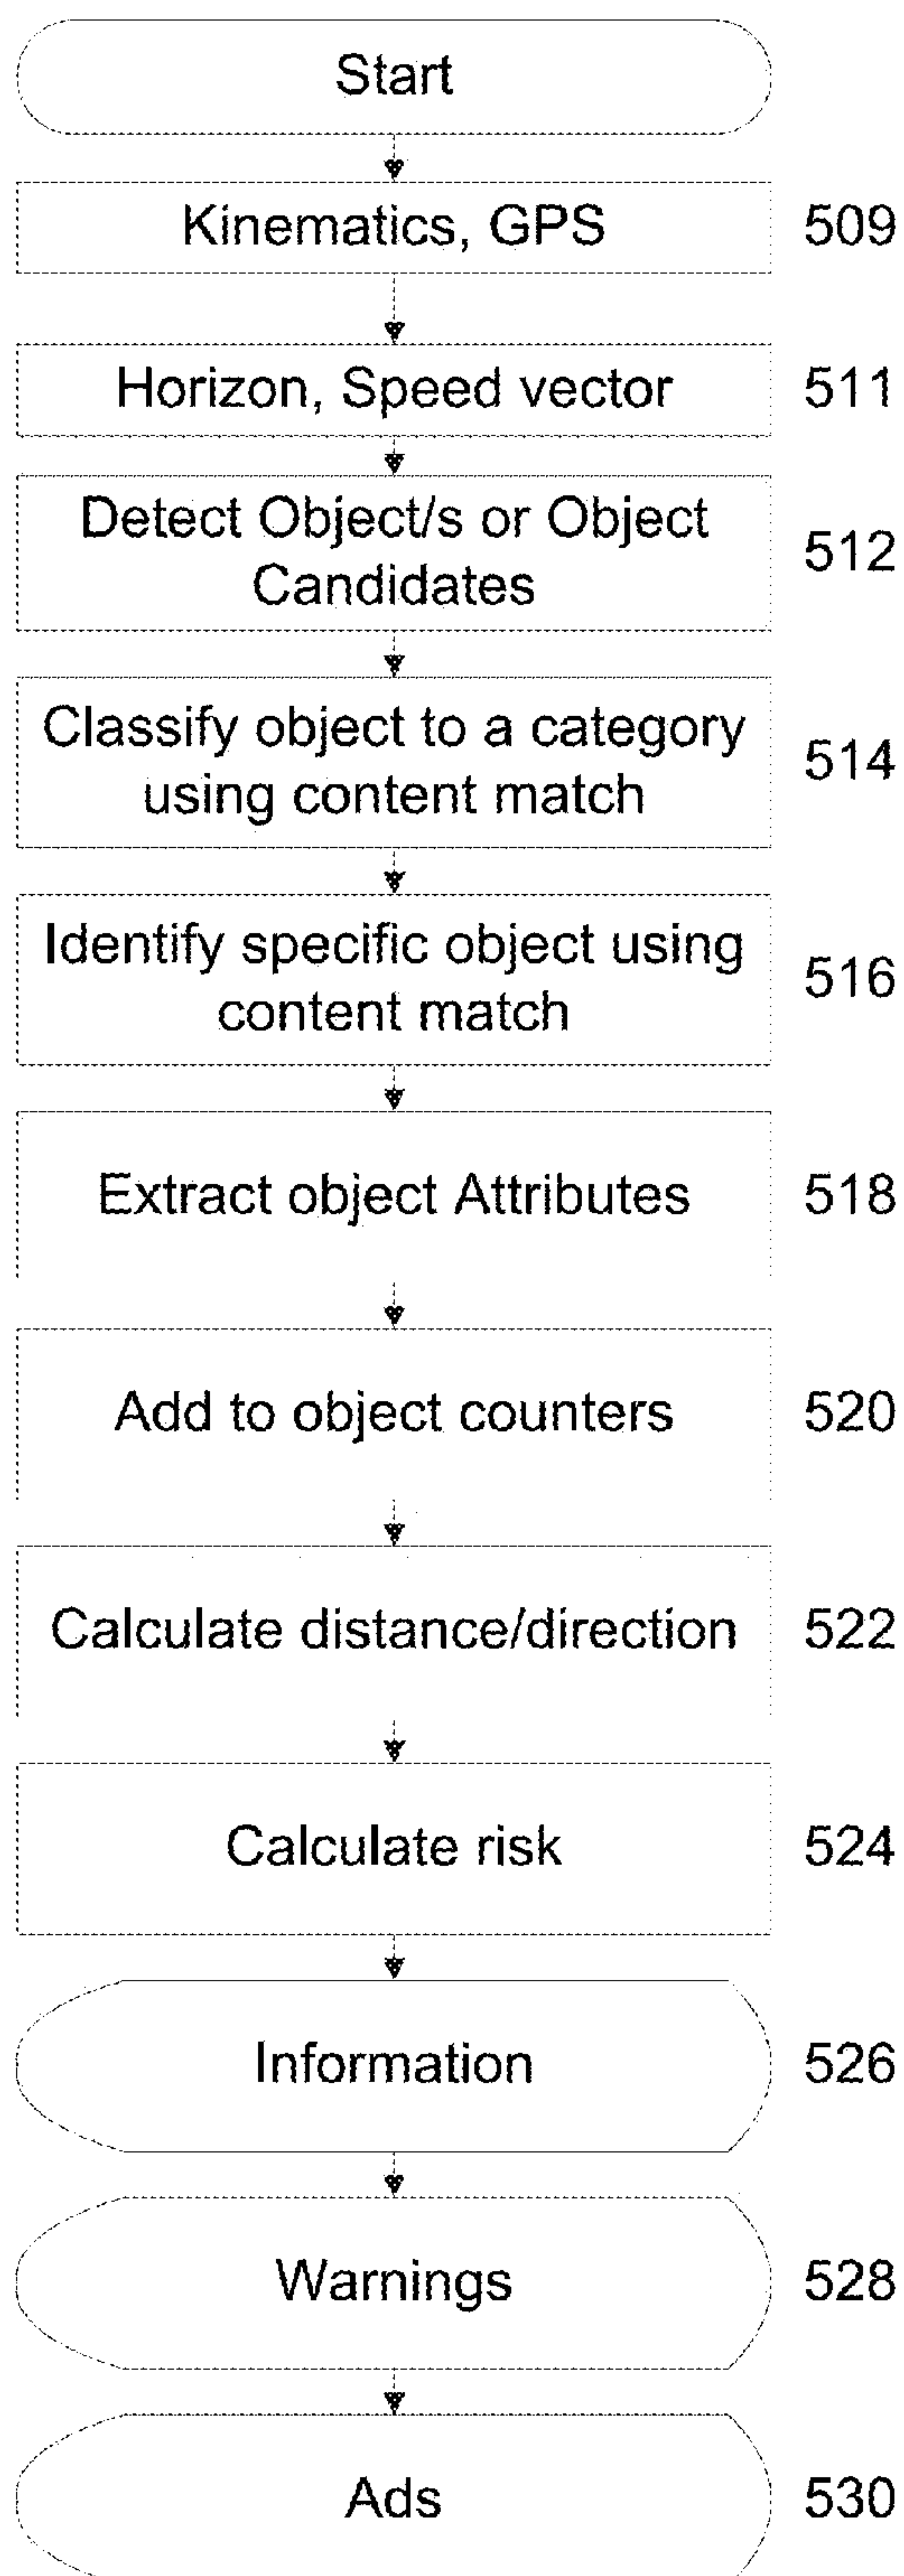 Start
Kinematics, GPS 509
Horizon, Speed vector 511
Detect Object/s or Object
Candidates
512
Classify object to a category
using content match
514
Identify specific object using
content match
516
Extract object Attributes 518
Add to object counters 520
Calculate distance/direction 522
Calculate risk 524
Information 526
Warnings 528
Ads 530